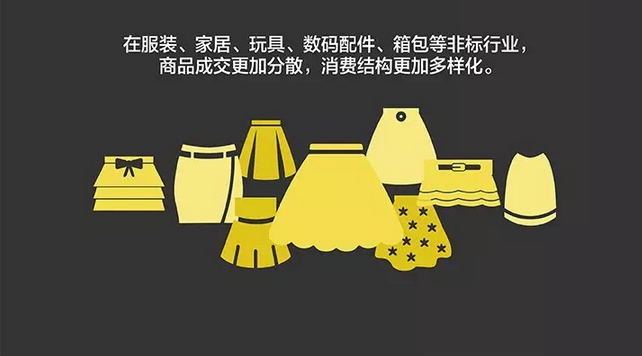 在服装、家居、玩具、数码配件、箱包等非标行业，
商品成交更加分散，消费结构更加多样化。